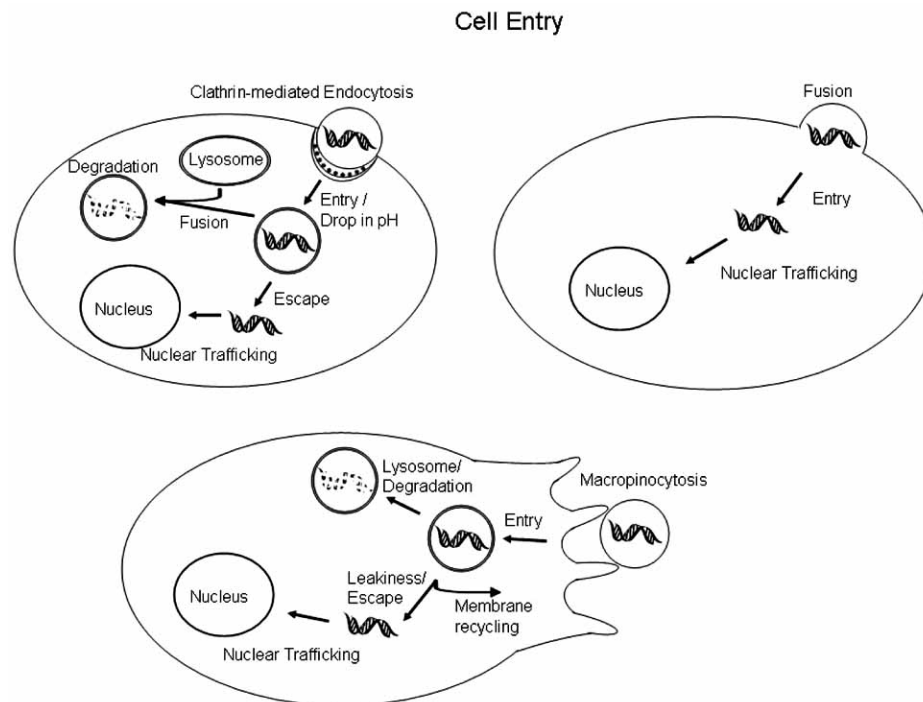 Cell Entry
Clathrin-mediated Endocytosis
Degradation
Lysosome
Fusion
Entry /
Drop in pH
Escape
Nucleus
Nuclear Trafficking
Fusion
Entry
Nuclear Trafficking
Nucleus
Macropinocytosis
Lysosome/
Degradation
Entry
Leakiness/
Escape
Membrane
recycling
Nucleus
Nuclear Trafficking